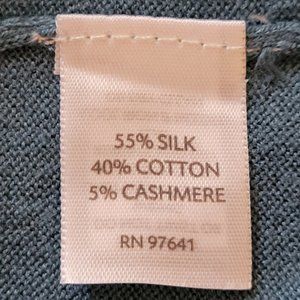 55% SILK
40% COTTON
5% CASHMERE
RN 97641